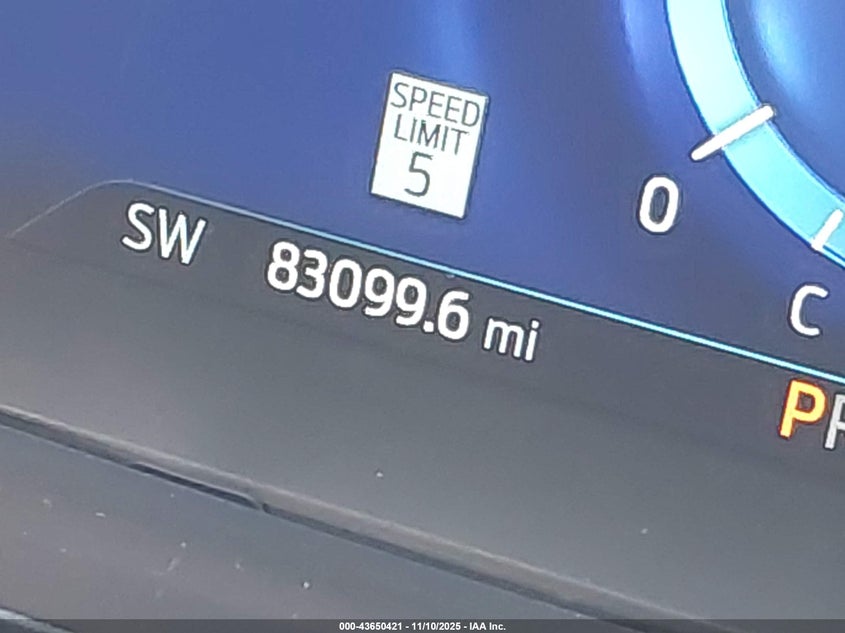 SPEED
LIMIT
5
0
SW 83099.6 mi
C
P
000-43650421 - 11/10/2025 - IAA Inc.